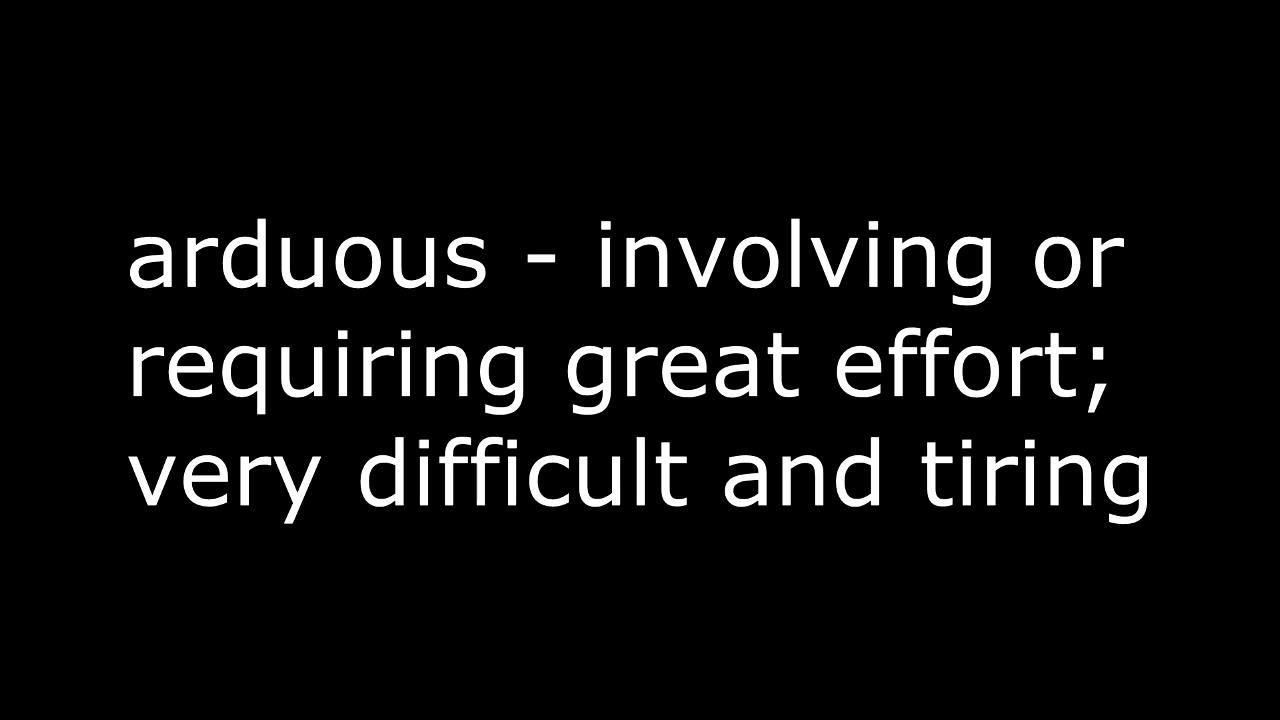 arduous - involving or
requiring great effort;
very difficult and tiring